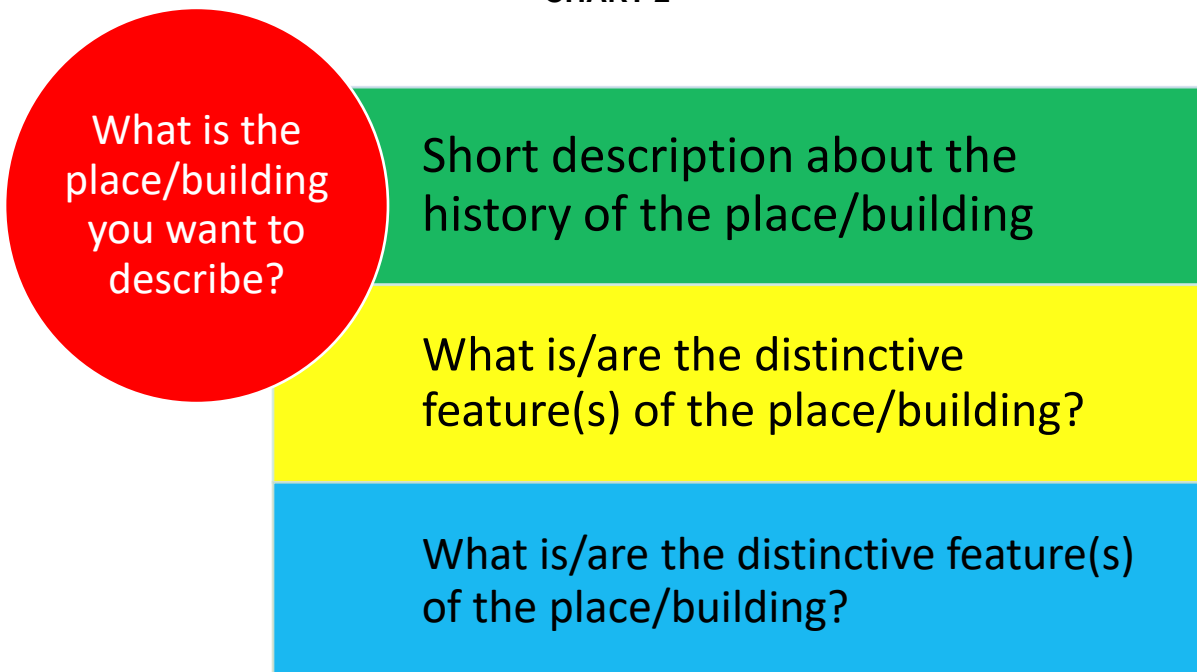 What is the
place/building
you want to
describe?
Short description about the
history of the place/building
What is/are the distinctive
feature(s) of the place/building?
What is/are the distinctive feature(s)
of the place/building?